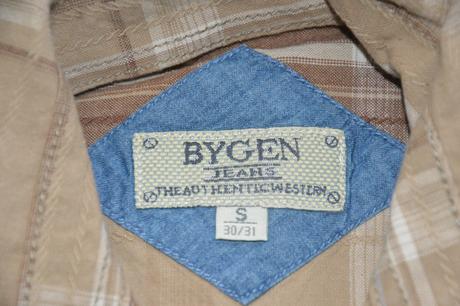 BYGEN
JEANS
THE AUTHENTIC WESTERN
S
30/31